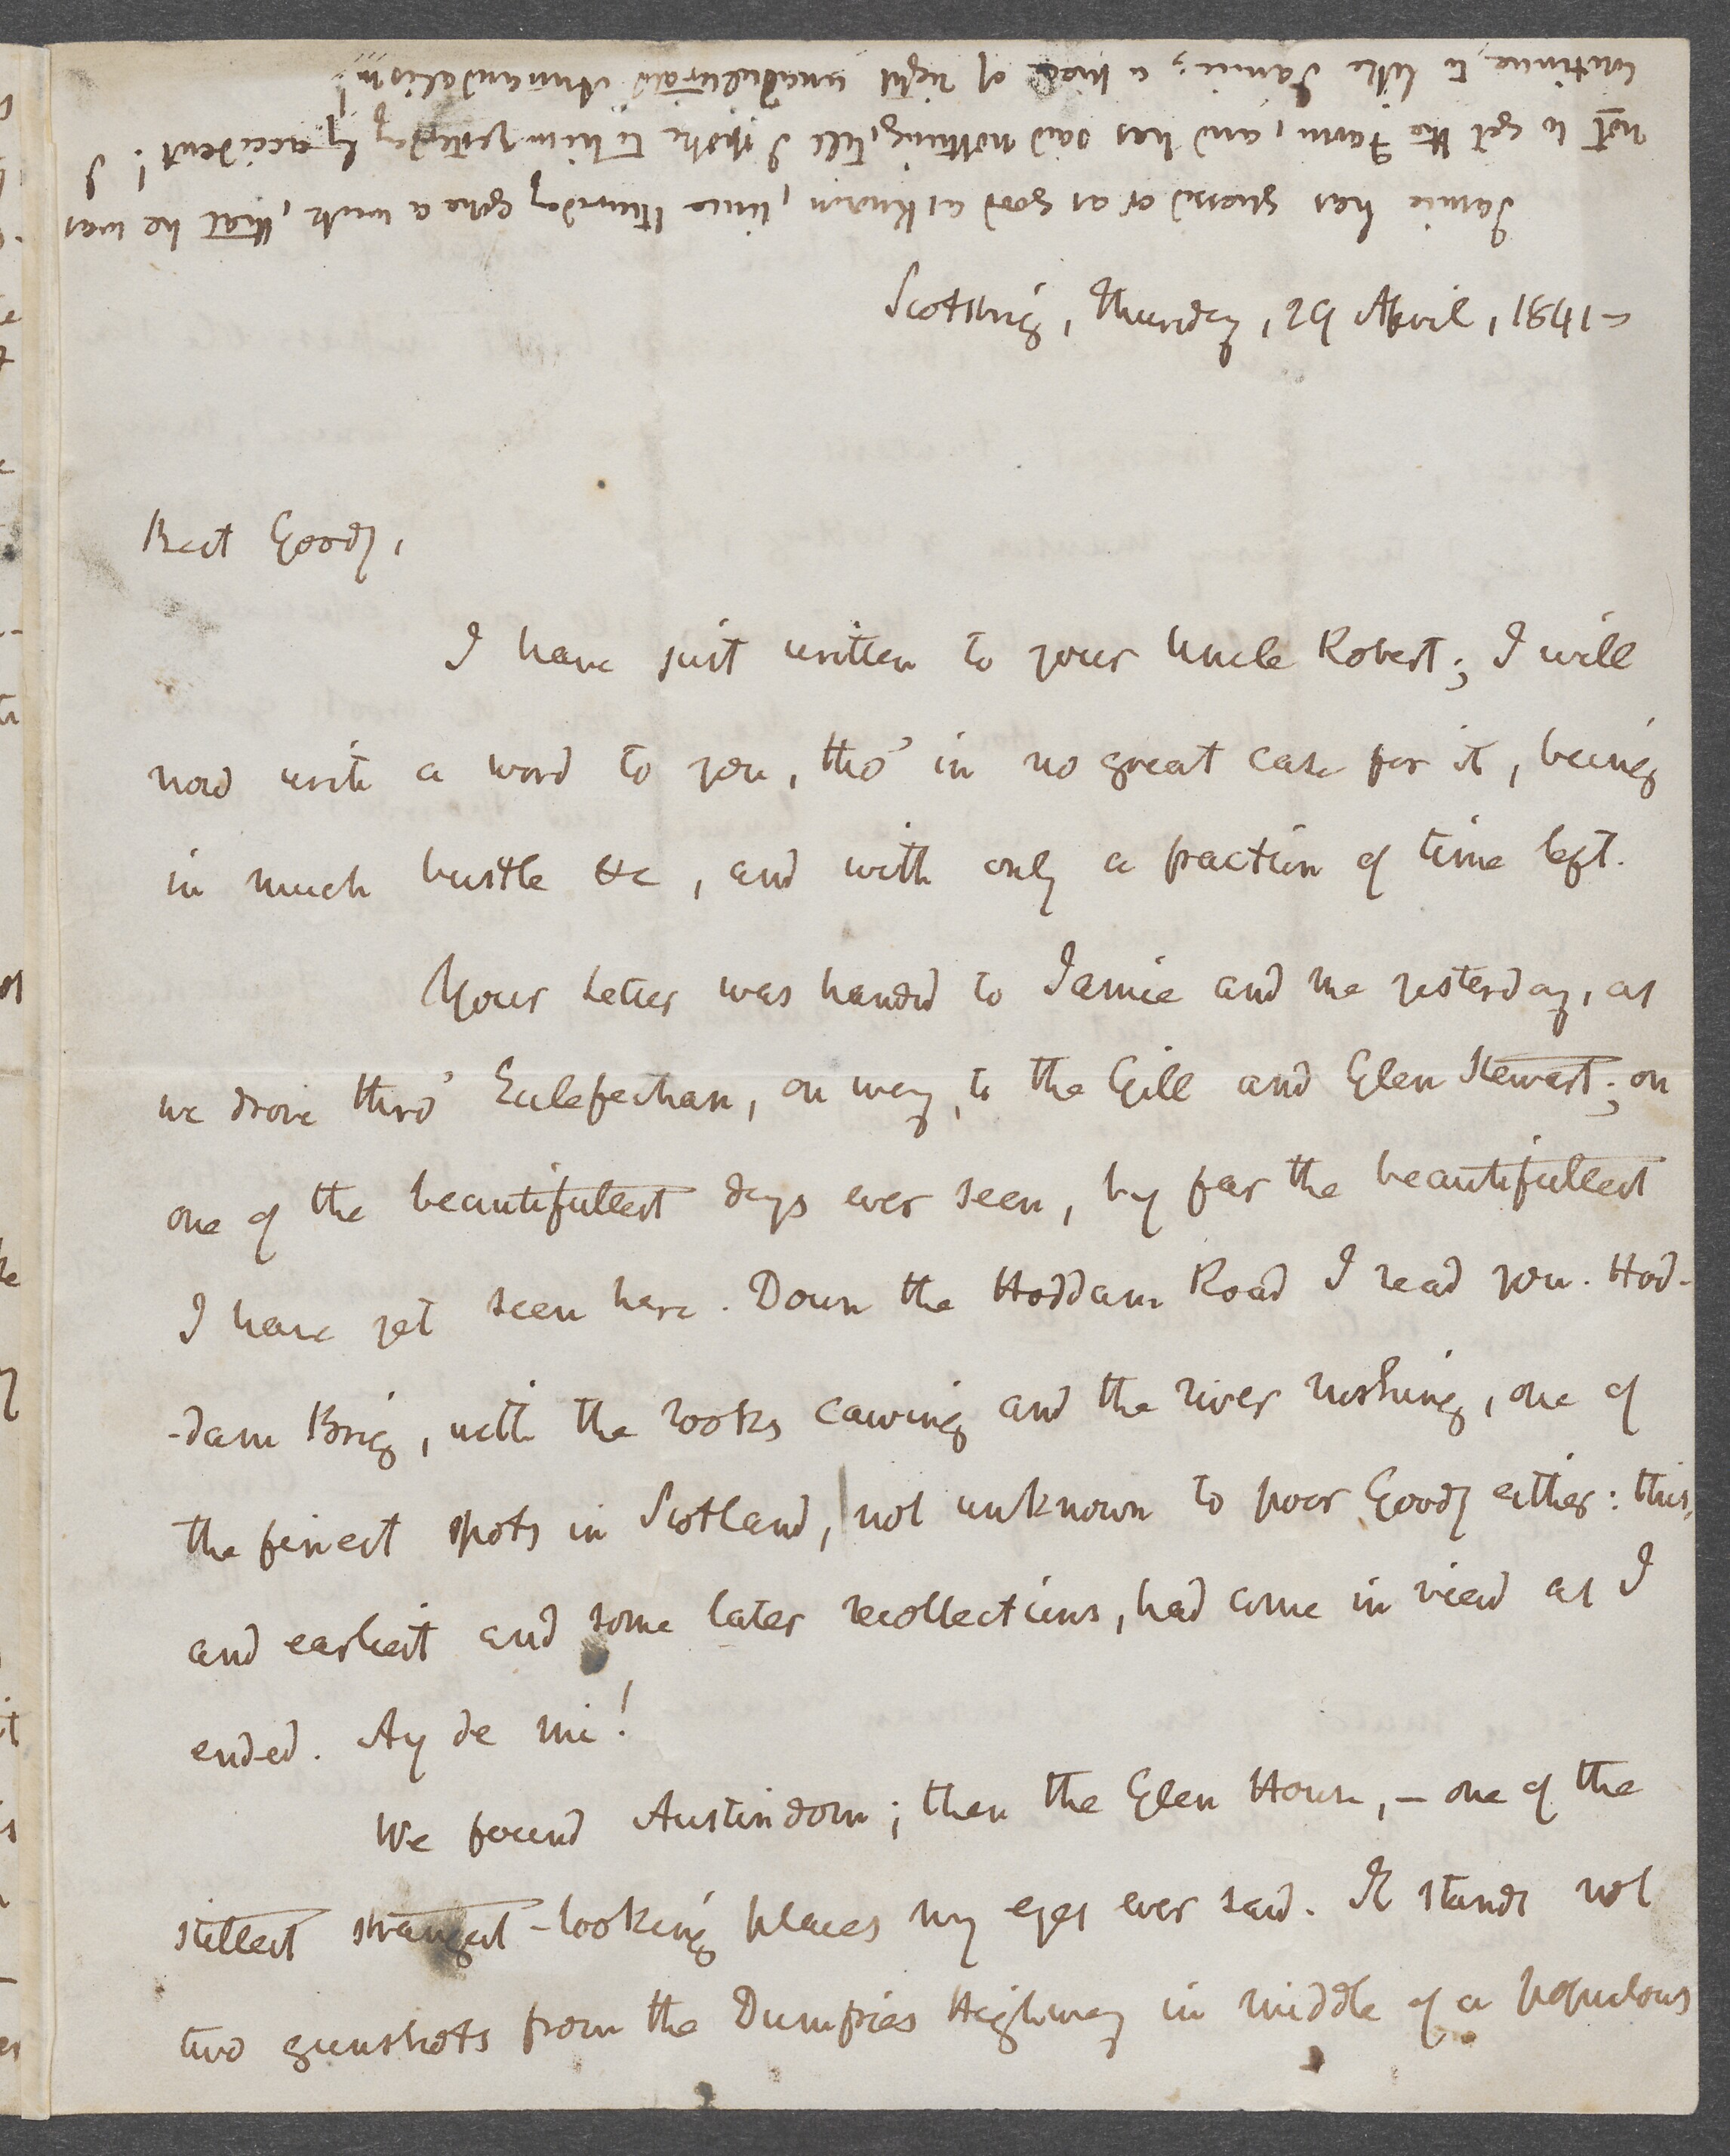 Scotsbrig, Thursday, 29 April, 1841—
Best Goody,
I have just written to your Uncle Robert; I will
now write a word to you, tho' in no great case for it, being
in much bustle &c, and with only a fraction of time left.
Your Letter was handed to Jamie and me yesterday, as
we drove thro' Ecclefechan, on way, to the Gill and Glen Stewart; on
one of the beautifullest days ever seen, by far the beautifullest
I have yet seen here. Down the Hoddam Road I read you. Hod-
-dam Brig, with the rooks cawing and the river rushing, one of
the finest spots in Scotland, not unknown to poor Goody either: this,
and earliest and some later recollections, had come in view as I
ended. Ay de mi!
We found Austindom; then the Glen House,—one of the
stillest strangest-looking places my eyes ever saw. It stands not
two gunshots from the Dumfries Highway in middle of a populous
Jamie has guessed or as good as known, since thursday gone a week, that he was
not to get the Farm, and has said nothing, till I spoke to him yesterday by accident! I
continue to like Jamie; a lad of right unadulterated Annandalism